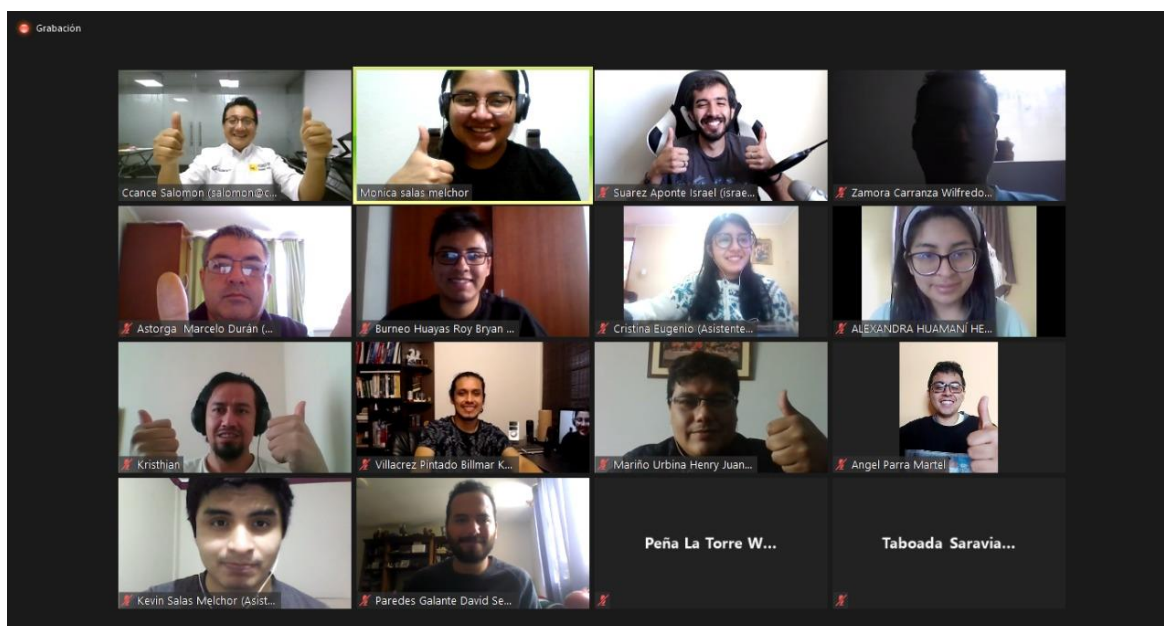 Grabación
Ccance Salomon (salomon@c...
Monica salas melchor
Suarez Aponte Israel (israe...
Zamora Carranza Wilfredo...
Astorga Marcelo Durán (...
Burneo Huayas Roy Bryan ...
Cristina Eugenio (Asistente...
ALEXANDRA HUAMANÍ HE...
Kristhian
Villacrez Pintado Billmar K...
Mariño Urbina Henry Juan...
Angel Parra Martel
Kevin Salas Melchor (Asist...
Paredes Galante David Se...
Peña La Torre W...
Taboada Saravia...